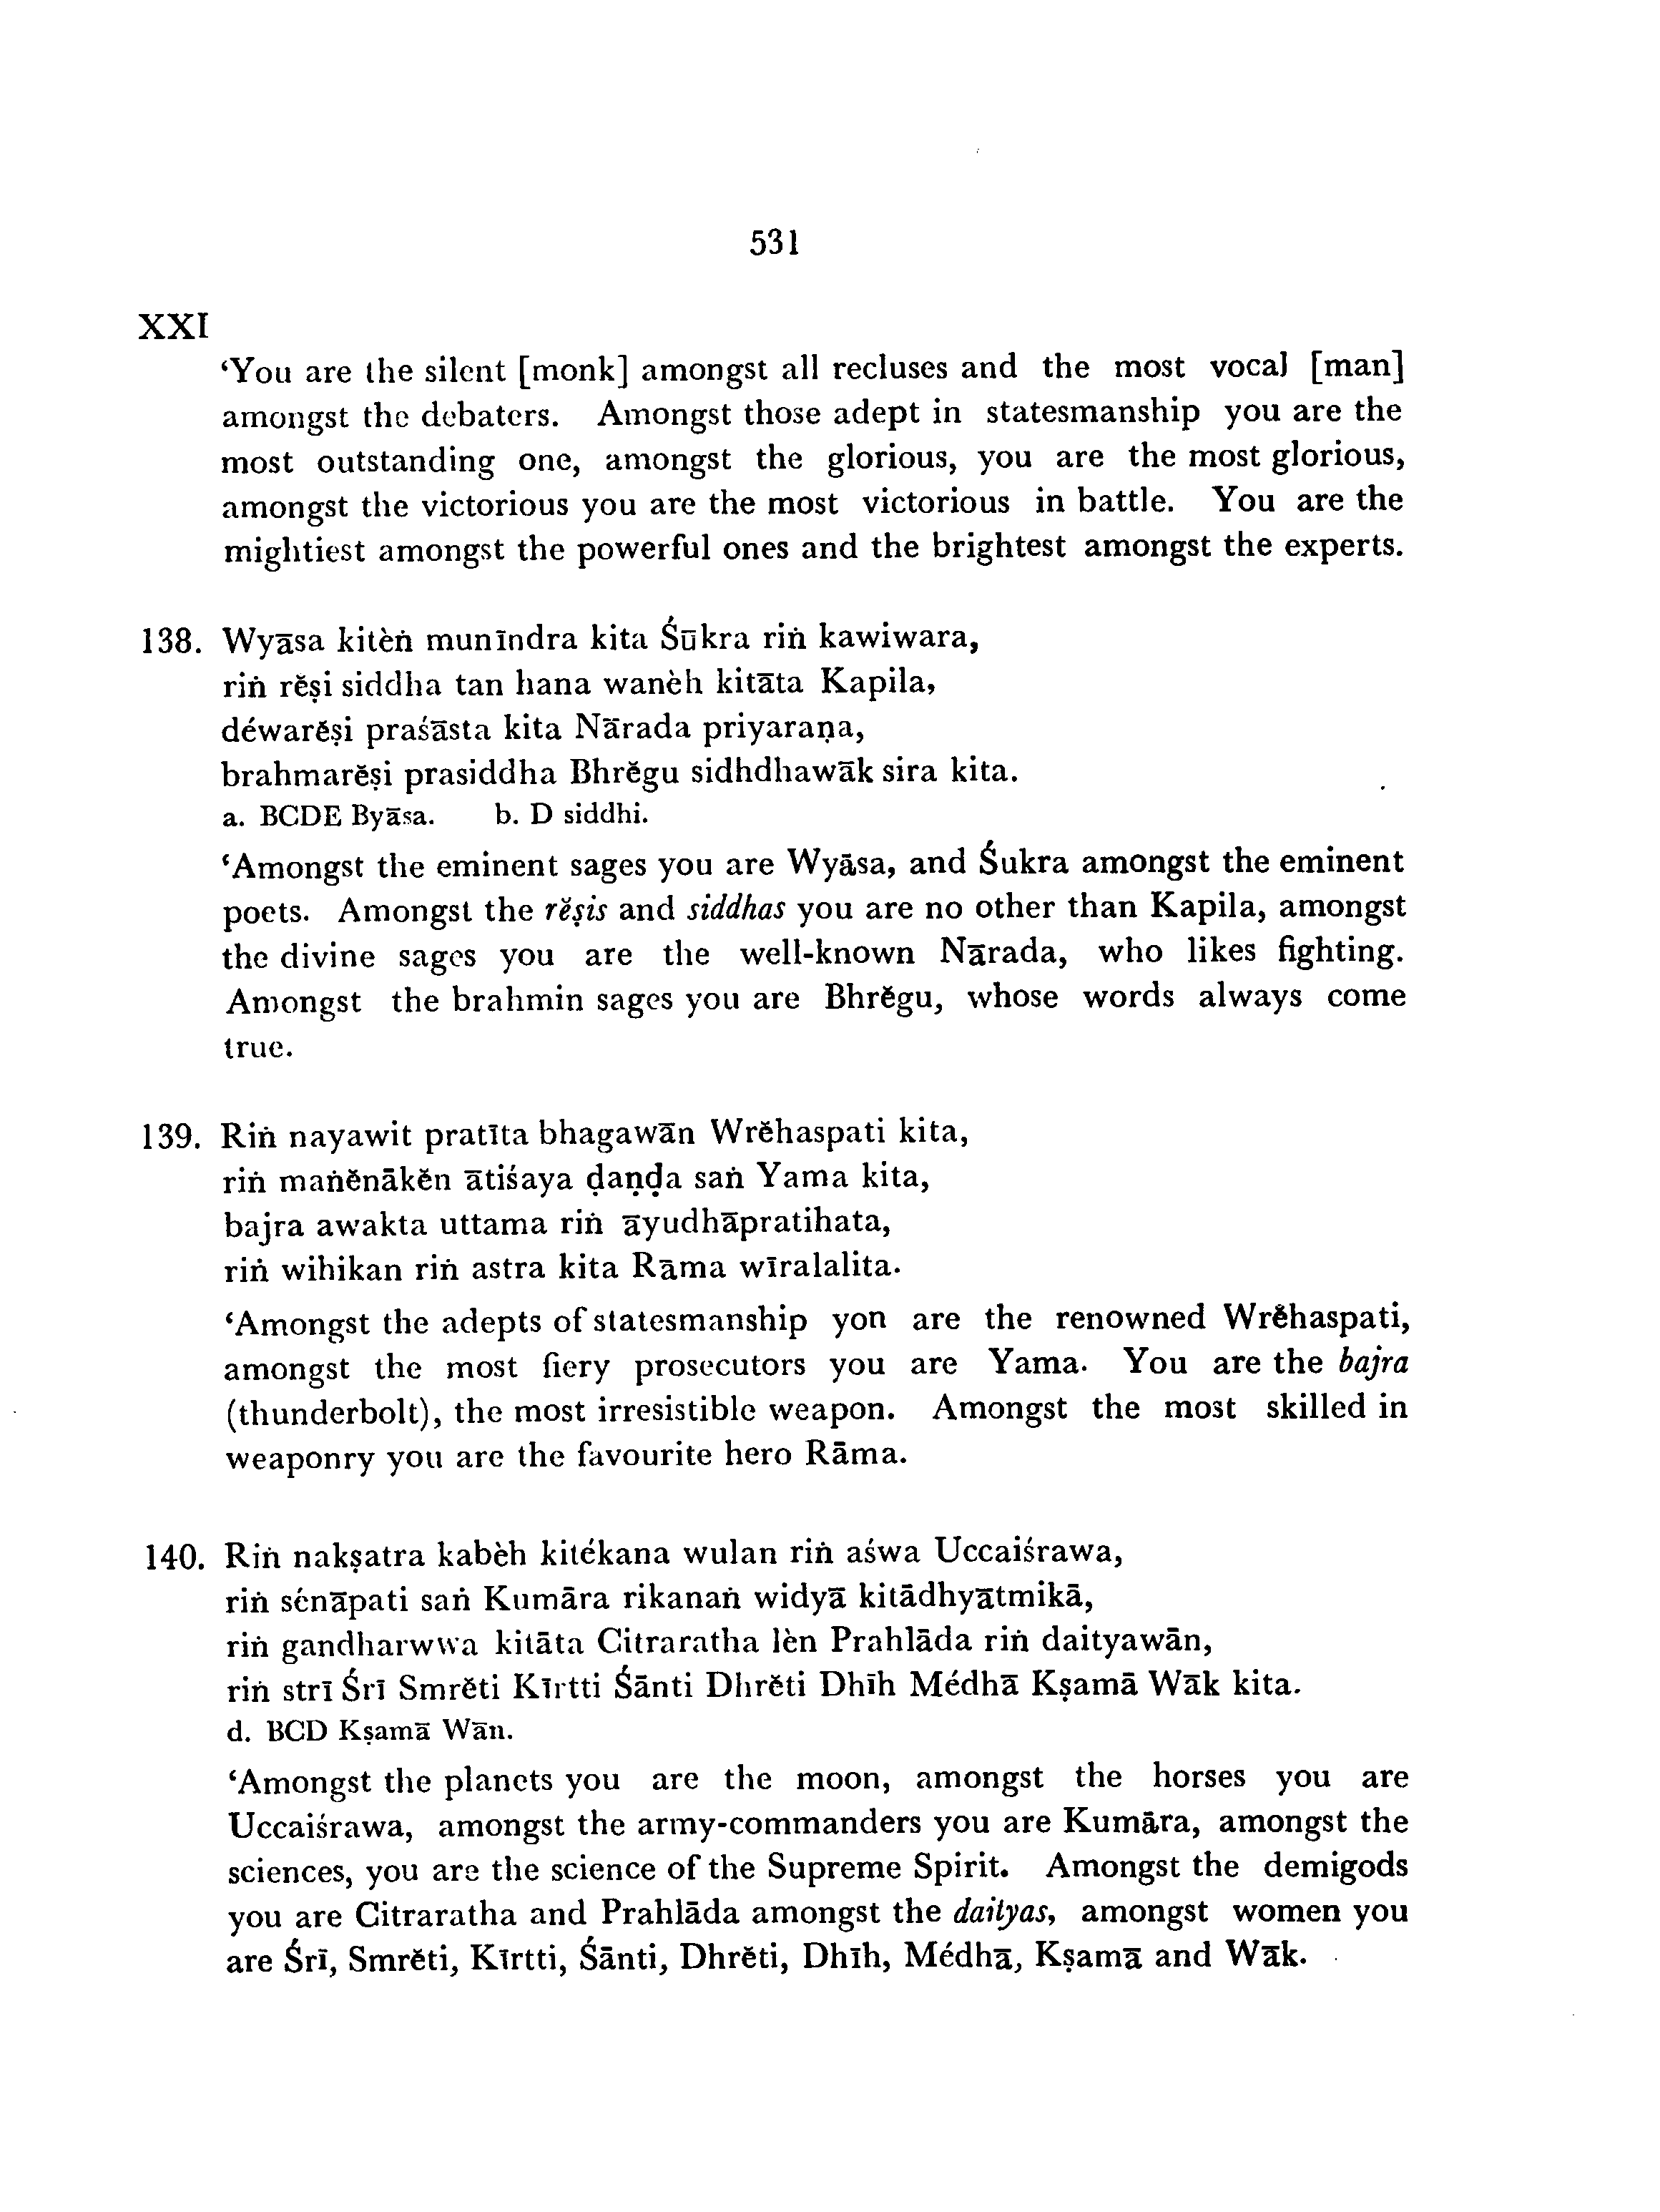 531
XXI
‘You are the silent [monk] amongst all recluses and the most vocal [man]
amongst the debaters. Amongst those adept in statesmanship you are the
most outstanding one, amongst the glorious, you are the most glorious,
amongst the victorious you are the most victorious in battle. You are the
mightiest amongst the powerful ones and the brightest amongst the experts.
138. Wyāsa kitèṅ munīndra kita Śūkra riṅ kawiwara,
riṅ rĕṣi siddha tan hana wanèh kitāta Kapila,
déwarĕṣi praśāsta kita Nārada priyaraṇa,
brahmarĕṣi prasiddha Bhrĕgu sidhdhawāk sira kita.
a. BCDE Byāsa. b. D siddhi.
‘Amongst the eminent sages you are Wyāsa, and Śukra amongst the eminent
poets. Amongst the rĕṣis and siddhas you are no other than Kapila, amongst
the divine sages you are the well-known Nārada, who likes fighting.
Amongst the brahmin sages you are Bhrĕgu, whose words always come
true.
139. Riṅ nayawit pratīta bhagawān Wrĕhaspati kita,
riṅ maṅĕnākĕn ātiśaya ḍaṇḍa saṅ Yama kita,
bajra awakta uttama riṅ āyudhāpratihata,
riṅ wihikan riṅ astra kita Rāma wīralalita.
‘Amongst the adepts of statesmanship yon are the renowned Wrĕhaspati,
amongst the most fiery prosecutors you are Yama. You are the bajra
(thunderbolt), the most irresistible weapon. Amongst the most skilled in
weaponry you are the favourite hero Rāma.
140. Riṅ nakṣatra kabèh kitékana wulan riṅ aśwa Uccaiśrawa,
riṅ sénāpati saṅ Kumāra rikanaṅ widyā kitādhyātmikā,
riṅ gandharwwa kitāta Citraratha lèn Prahlāda riṅ daityawān,
riṅ strī Śrī Smrĕti Kīrtti Śānti Dhrĕti Dhīh Médhā Kṣamā Wāk kita.
d. BCD Kṣamā Wān.
‘Amongst the planets you are the moon, amongst the horses you are
Uccaiśrawa, amongst the army-commanders you are Kumāra, amongst the
sciences, you are the science of the Supreme Spirit. Amongst the demigods
you are Citraratha and Prahlāda amongst the daityas, amongst women you
are Śrī, Smrĕti, Kīrtti, Śānti, Dhrĕti, Dhīh, Médhā, Kṣamā and Wāk.